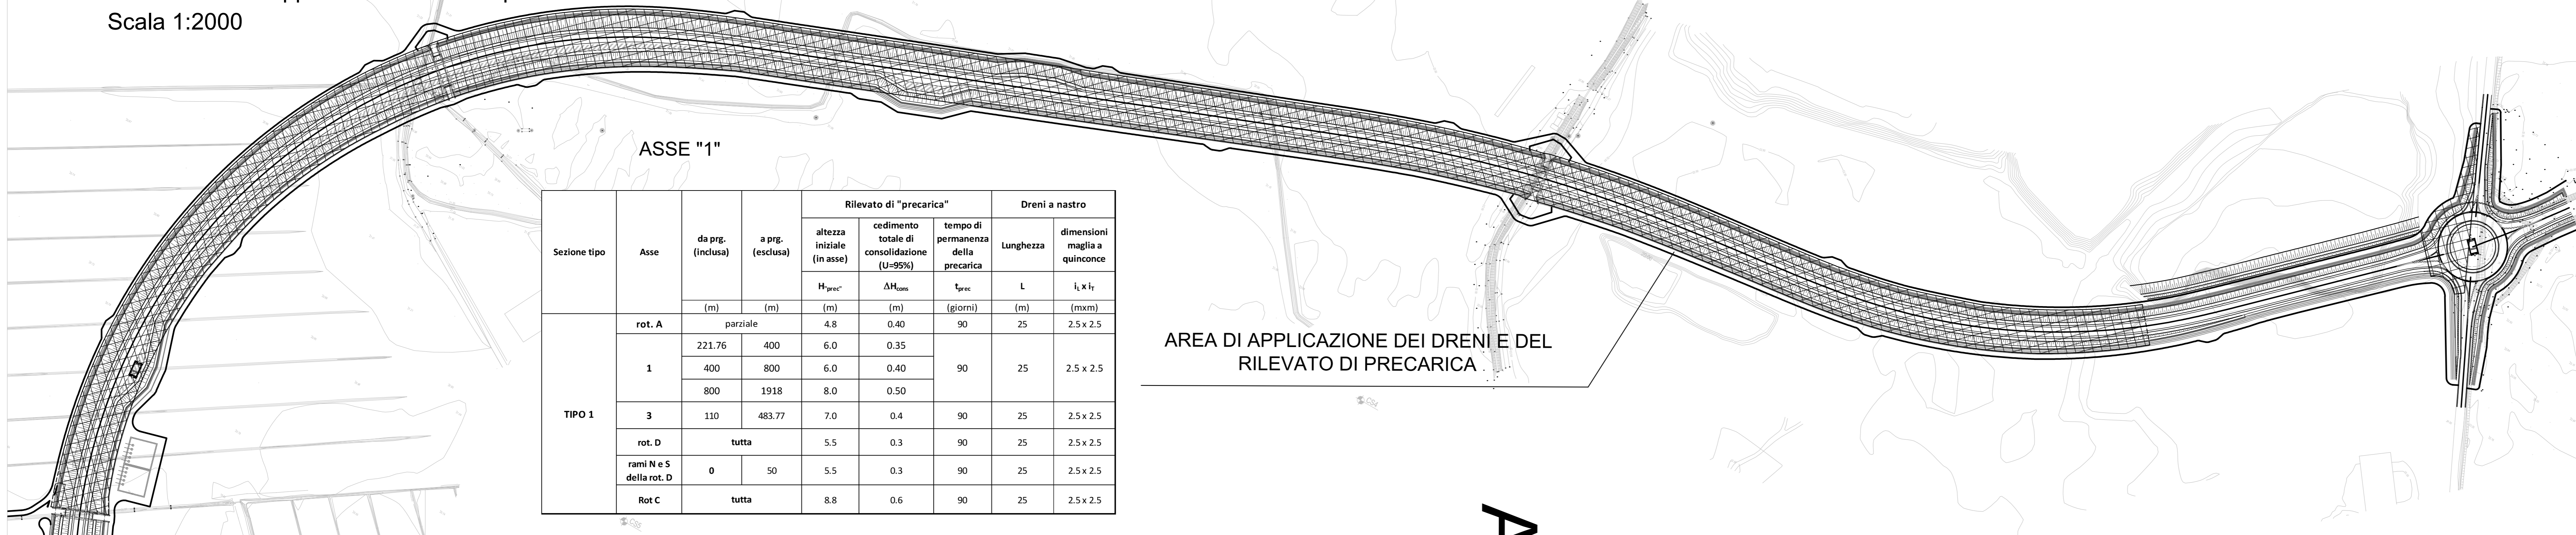 Scala 1:2000
ASSE "1"
Sezione tipo
Asse
da prg.
(inclusa)
a prg.
(esclusa)
Rilevato di "precarica"
Dreni a nastro
altezza
iniziale
(in asse)
cedimento
totale di
consolidazione
(U=95%)
tempo di
permanenza
della
precarica
Lunghezza
dimensioni
maglia a
quinconce
H"prec"
ΔHcons
tprec
L
iL x iT
(m) (m) (m) (m) (giorni) (m) (mxm)
TIPO 1
rot. A parziale 4.8 0.40 90 25 2.5 x 2.5
1
221.76 400 6.0 0.35
400 800 6.0 0.40 90 25 2.5 x 2.5
800 1918 8.0 0.50
3 110 483.77 7.0 0.4 90 25 2.5 x 2.5
rot. D tutta 5.5 0.3 90 25 2.5 x 2.5
rami N e S
della rot. D
0 50 5.5 0.3 90 25 2.5 x 2.5
Rot C tutta 8.8 0.6 90 25 2.5 x 2.5
AREA DI APPLICAZIONE DEI DRENI E DEL
RILEVATO DI PRECARICA
A